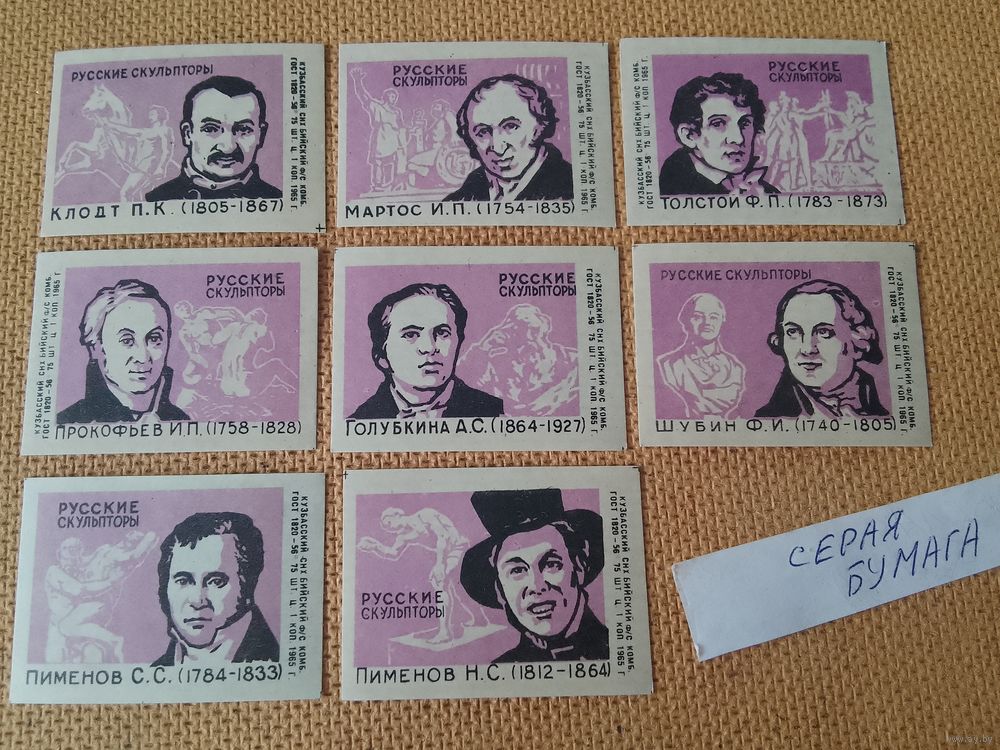 РУССКИЕ СКУЛЬПТОРЫ
КУЗБАССКИЙ СНХ БИЙСКИЙ Ф/С КОМБ.
ГОСТ 1820-56 75 ШТ. Ц. 1 КОП 1965 Г.
КЛОДТ П.К. (1805-1867)
РУССКИЕ
СКУЛЬПТОРЫ
КУЗБАССКИЙ СНХ БИЙСКИЙ Ф/С КОМБ.
ГОСТ 1820-56 75 ШТ. Ц. 1 КОП 1965 Г.
МАРТОС И.П. (1754-1835)
РУССКИЕ
СКУЛЬПТОРЫ
КУЗБАССКИЙ СНХ БИЙСКИЙ Ф/С КОМБ.
ГОСТ 1820-56 75 ШТ. Ц. 1 КОП 1965 Г.
ТОЛСТОЙ Ф.П. (1783-1873)
РУССКИЕ
СКУЛЬПТОРЫ
КУЗБАССКИЙ СНХ БИЙСКИЙ Ф/С КОМБ.
ГОСТ 1820-56 75 ШТ. Ц. 1 КОП 1965 Г
ПРОКОФЬЕВ И.П. (1758-1828)
РУССКИЕ
СКУЛЬПТОРЫ
КУЗБАССКИЙ СНХ БИЙСКИЙ Ф/С КОМБ.
ГОСТ 1820-56 75 ШТ. Ц. 1 КОП 1965 Г
ГОЛУБКИНА А.С. (1864-1927)
РУССКИЕ СКУЛЬПТОРЫ
КУЗБАССКИЙ СНХ БИЙСКИЙ Ф/С КОМБ.
ГОСТ 1820-56 75 ШТ. Ц. 1 КОП 1965 Г.
ШУБИН Ф.И. (1740-1805)
РУССКИЕ
СКУЛЬПТОРЫ
КУЗБАССКИЙ СНХ БИЙСКИЙ Ф/С КОМБ.
ГОСТ 1820-56 75 ШТ. Ц. 1 КОП 1965 Г
ПИМЕНОВ С.С. (1784-1833)
РУССКИЕ
СКУЛЬПТОРЫ
КУЗБАССКИЙ СНХ БИЙСКИЙ Ф/С КОМБ.
ГОСТ 1820-56 75 ШТ. Ц. 1 КОП 1965 Г
ПИМЕНОВ Н.С. (1812-1864)
СЕРАЯ
БУМАГА
www.ay.by